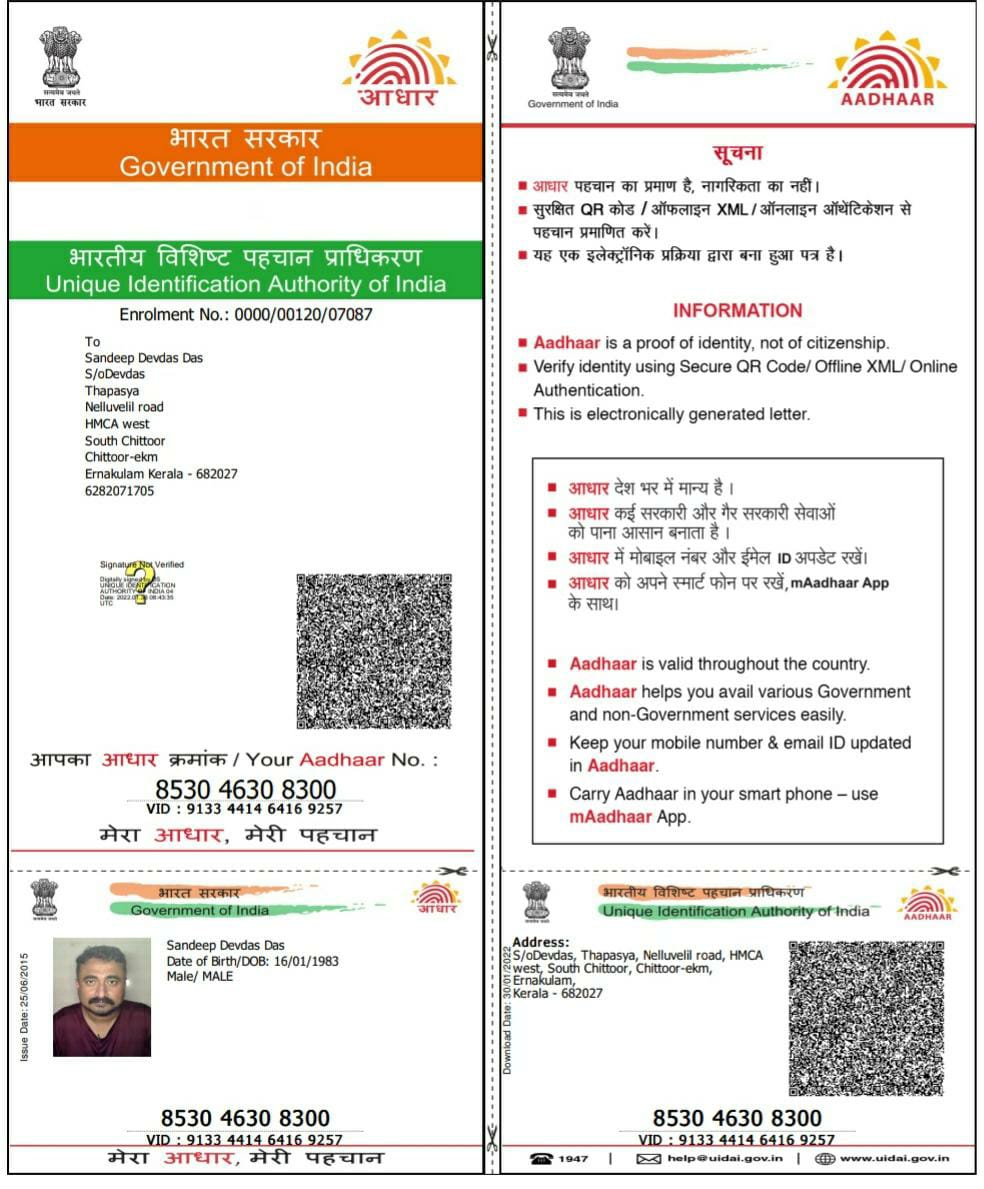 सत्यमेव जयते
भारत सरकार
आधार
भारत सरकार
Government of India
भारतीय विशिष्ट पहचान प्राधिकरण
Unique Identification Authority of India
Enrolment No.: 0000/00120/07087
To
Sandeep Devdas Das
S/oDevdas
Thapasya
Nelluvelil road
HMCA west
South Chittoor
Chittoor-ekm
Ernakulam Kerala - 682027
6282071705
Signature Not Verified
Digitally signed by DS
UNIQUE IDENTIFICATION
AUTHORITY OF INDIA 04
UTC
आपका आधार क्रमांक / Your Aadhaar No. :
8530 4630 8300
VID : 9133 4414 6416 9257
मेरा आधार, मेरी पहचान
भारत सरकार
Government of India
आधार
Issue Date: 25/06/2015
Sandeep Devdas Das
Date of Birth/DOB: 16/01/1983
Male/ MALE
8530 4630 8300
VID : 9133 4414 6416 9257
मेरा आधार, मेरी पहचान
सत्यमेव जयते
Government of India
AADHAAR
सूचना
आधार पहचान का प्रमाण है, नागरिकता का नहीं।
सुरक्षित QR कोड / ऑफलाइन XML / ऑनलाइन ऑथेंटिकेशन से
पहचान प्रमाणित करें।
यह एक इलेक्ट्रॉनिक प्रक्रिया द्वारा बना हुआ पत्र है।
INFORMATION
Aadhaar is a proof of identity, not of citizenship.
Verify identity using Secure QR Code/ Offline XML/ Online
Authentication.
This is electronically generated letter.
आधार देश भर में मान्य है ।
आधार कई सरकारी और गैर सरकारी सेवाओं
को पाना आसान बनाता है ।
आधार में मोबाइल नंबर और ईमेल ID अपडेट रखें।
आधार को अपने स्मार्ट फोन पर रखें, mAadhaar App
के साथ।
Aadhaar is valid throughout the country.
Aadhaar helps you avail various Government
and non-Government services easily.
Keep your mobile number & email ID updated
in Aadhaar.
Carry Aadhaar in your smart phone – use
mAadhaar App.
भारतीय विशिष्ट पहचान प्राधिकरण
Unique Identification Authority of India
AADHAAR
Download Date: 30/01/2022
Address:
S/oDevdas, Thapasya, Nelluvelil road, HMCA
west, South Chittoor, Chittoor-ekm,
Ernakulam,
Kerala - 682027
8530 4630 8300
VID : 9133 4414 6416 9257
1947 | help@uidai.gov.in | www.uidai.gov.in